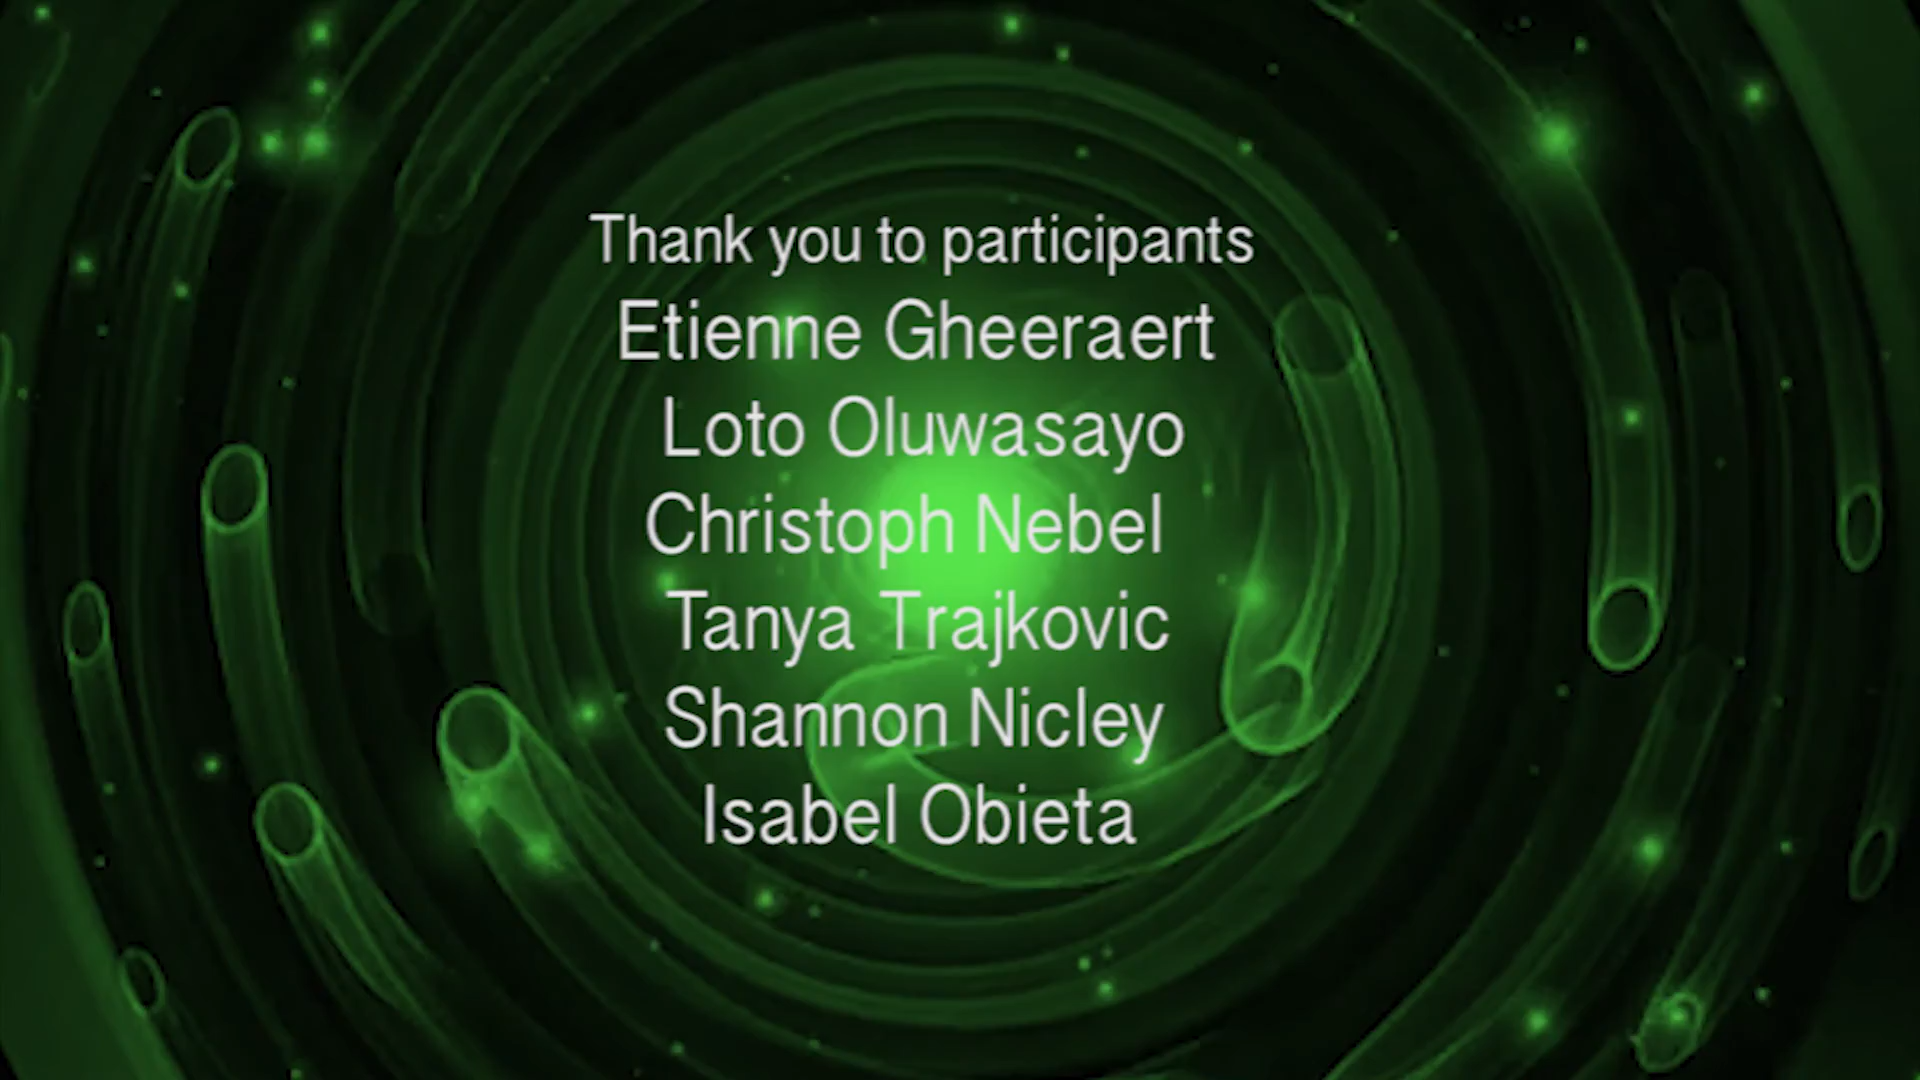 Thank you to participants
Etienne Gheeraert
Loto Oluwasayo
Christoph Nebel
Tanya Trajkovic
Shannon Nicley
Isabel Obieta